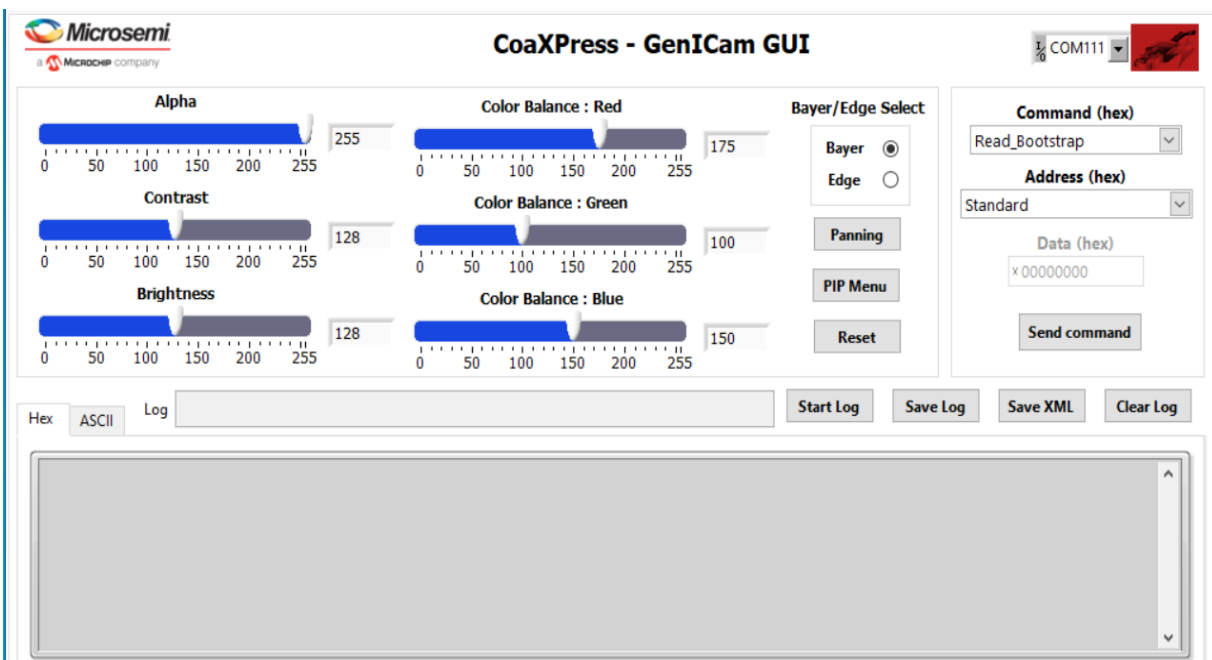 Microsemi
a MICROCHIP company
CoaXPress - GenICam GUI
I/O COM111
Alpha
255
0 50 100 150 200 255
Contrast
128
0 50 100 150 200 255
Brightness
128
0 50 100 150 200 255
Color Balance : Red
175
0 50 100 150 200 255
Color Balance : Green
100
0 50 100 150 200 255
Color Balance : Blue
150
0 50 100 150 200 255
Bayer/Edge Select
Bayer
Edge
Panning
PIP Menu
Reset
Command (hex)
Read_Bootstrap
Address (hex)
Standard
Data (hex)
x 00000000
Send command
Hex ASCII Log Start Log Save Log Save XML Clear Log